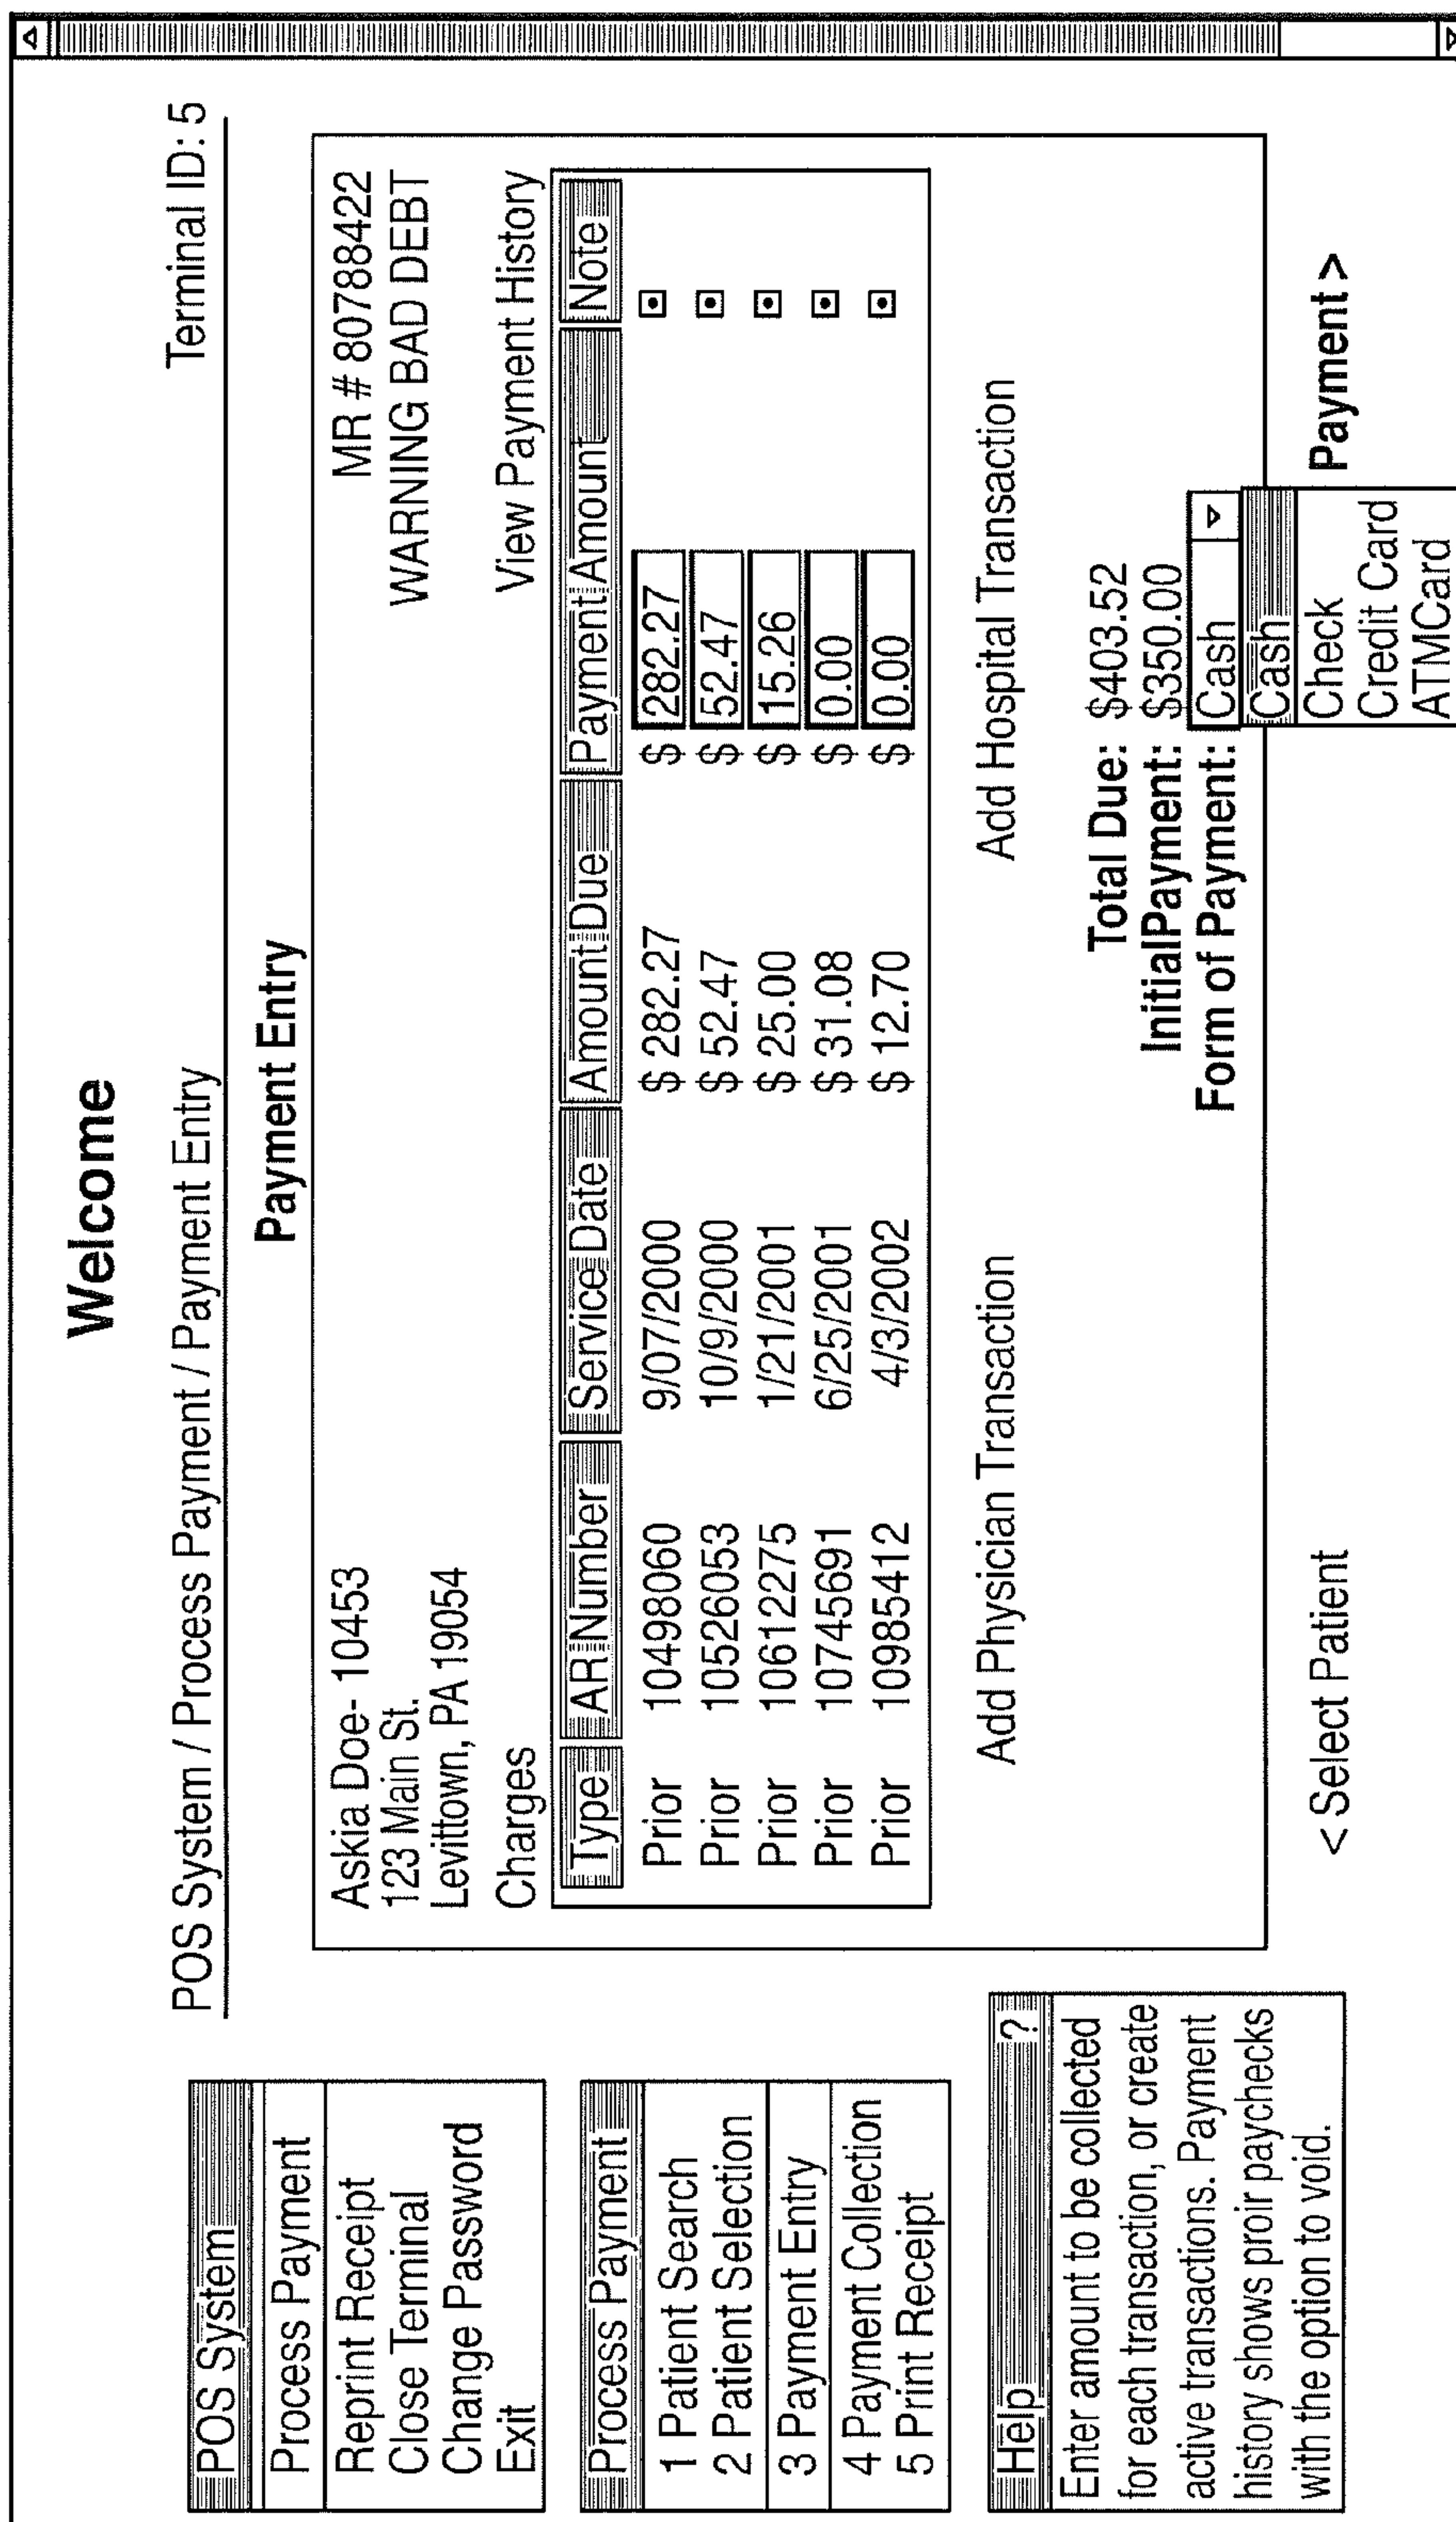 Welcome
POS System / Process Payment / Payment Entry Terminal ID: 5
POS System
Process Payment
Reprint Receipt
Close Terminal
Change Password
Exit
Process Payment
1 Patient Search
2 Patient Selection
3 Payment Entry
4 Payment Collection
5 Print Receipt
Help ?
Enter amount to be collected
for each transaction, or create
active transactions. Payment
history shows proir paychecks
with the option to void.
Payment Entry
Askia Doe- 10453 MR # 80788422
123 Main St. WARNING BAD DEBT
Levittown, PA 19054
Charges View Payment History
Type AR Number Service Date Amount Due Payment Amount Note
Prior 10498060 9/07/2000 $ 282.27 $ 282.27
Prior 10526053 10/9/2000 $ 52.47 $ 52.47
Prior 10612275 1/21/2001 $ 25.00 $ 15.26
Prior 10745691 6/25/2001 $ 31.08 $ 0.00
Prior 10985412 4/3/2002 $ 12.70 $ 0.00
Add Physician Transaction Add Hospital Transaction
Total Due: $403.52
InitialPayment: $350.00
Form of Payment: Cash
Cash
Check
Credit Card
ATMCard
< Select Patient Payment >